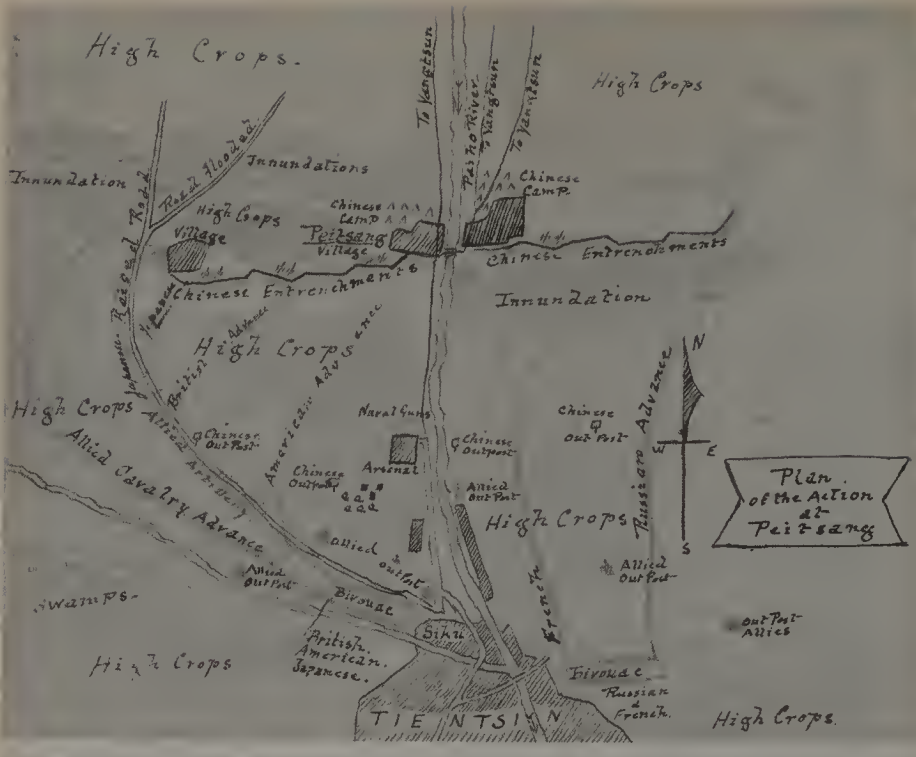 High Crops.
High Crops
To Yangtsun
Parho River
To Yangtsun
To Yangtsun
Innundation
Road Flooded
Innundations
Japanese Raised Road
High Crops
Village
Chinese
Camp
Peitsang
Village
Chinese
Camp.
Chinese Entrenchments
Chinese Entrenchments
Innundation
Japanese
British Advance
American Advance
High Crops
High Crops
Allied Artillery
Allied Cavalry Advance
Chinese
Out Post
Naval Guns
Arsenal
Chinese
Outpost
Chinese
Outpost
Chinese
Out Post
Russian Advance
N
W
E
S
Plan.
of the Action
at
Peitsang
Allied
Out Post
High Crops
Allied
Out Post
Allied
Out Post
Allied
Out Post
Out Post
Allies
Swamps.
Bivouac
British.
American.
Japanese.
Siku
French
Bivouac
Russian
&
French.
High Crops
TIENTSIN
High Crops.